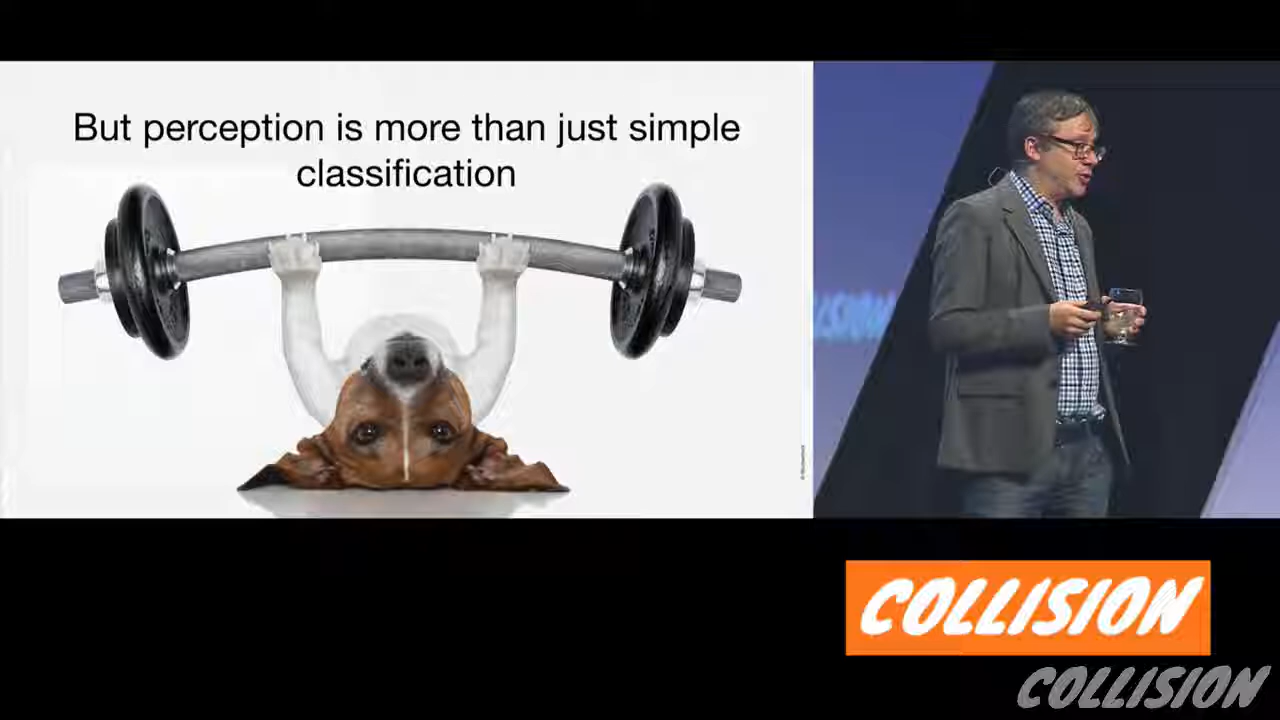 But perception is more than just simple
classification
COLLISION
COLLISION